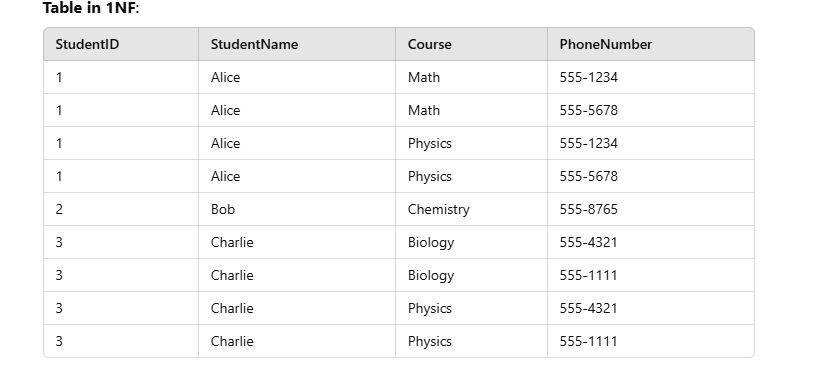 Table in 1NF:
StudentID StudentName Course PhoneNumber
1 Alice Math 555-1234
1 Alice Math 555-5678
1 Alice Physics 555-1234
1 Alice Physics 555-5678
2 Bob Chemistry 555-8765
3 Charlie Biology 555-4321
3 Charlie Biology 555-1111
3 Charlie Physics 555-4321
3 Charlie Physics 555-1111